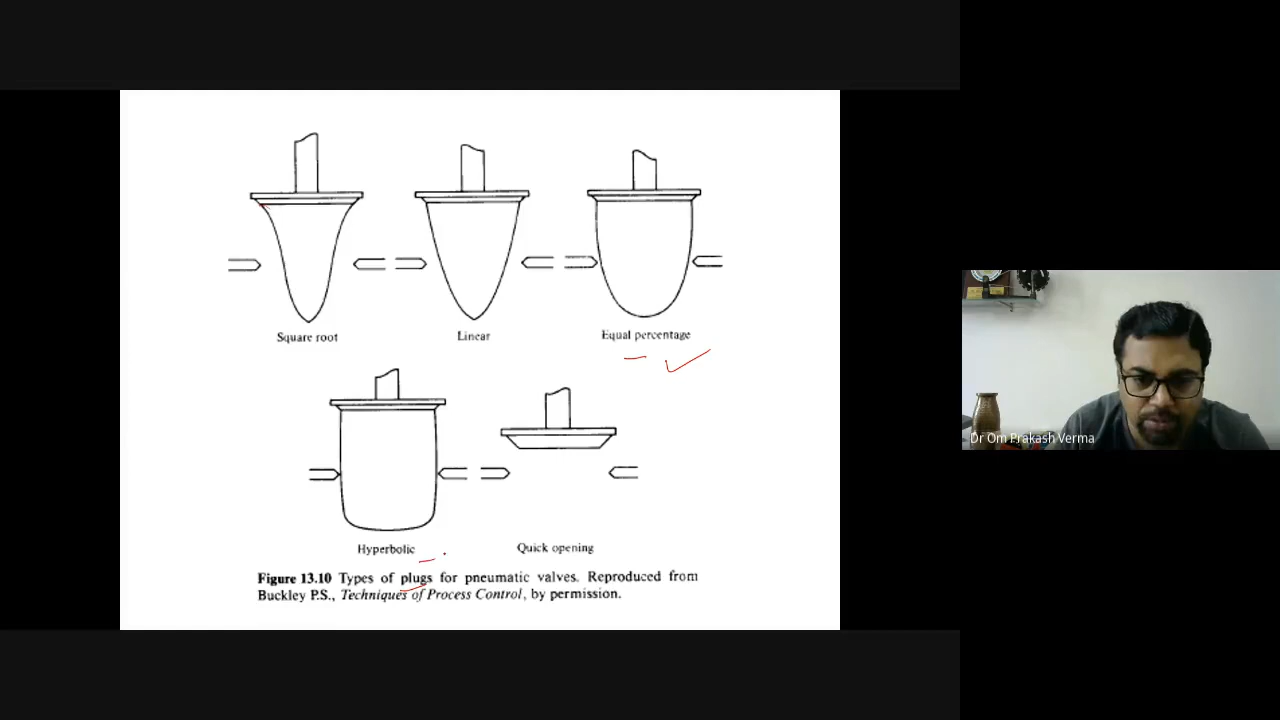 Square root
Linear
Equal percentage
Hyperbolic
Quick opening
Figure 13.10 Types of plugs for pneumatic valves. Reproduced from
Buckley P.S., Techniques of Process Control, by permission.
Dr Om Prakash Verma